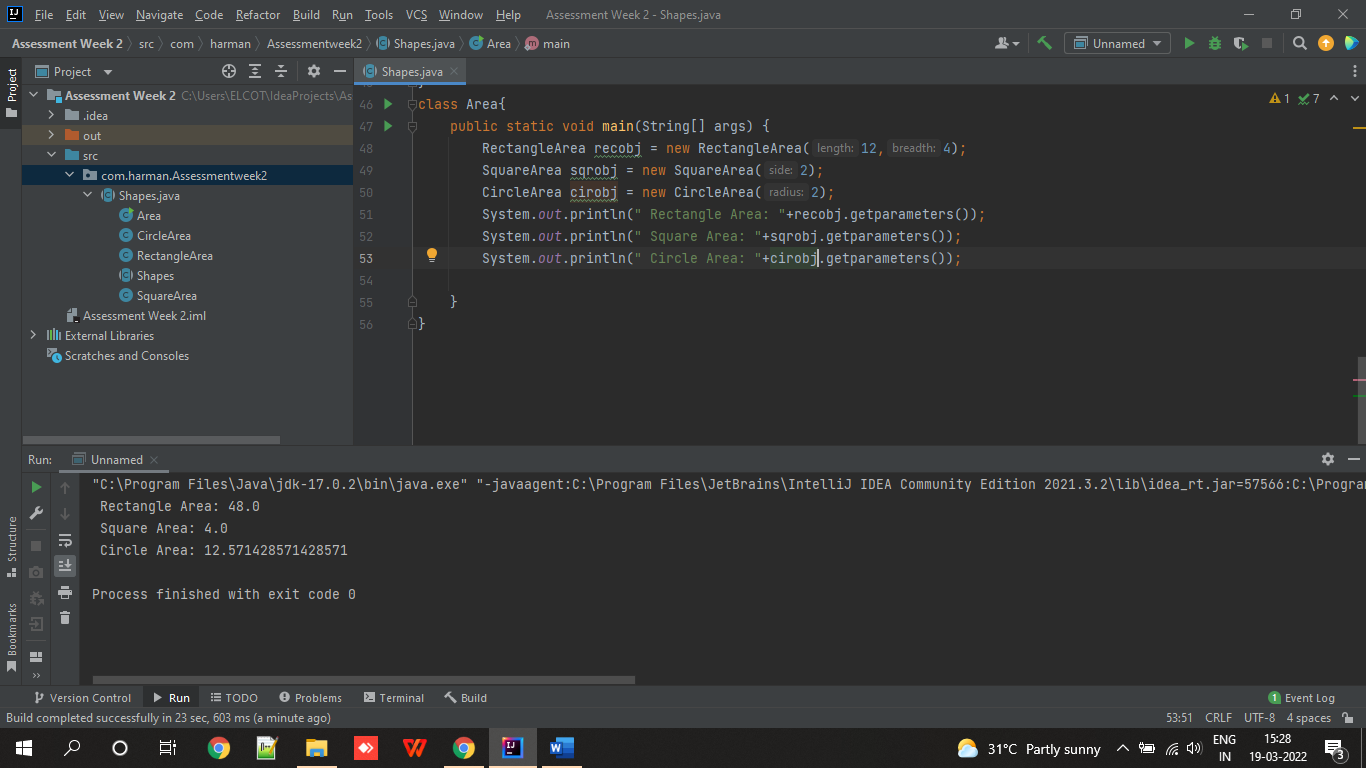 File Edit View Navigate Code Refactor Build Run Tools VCS Window Help Assessment Week 2 - Shapes.java
Assessment Week 2 src com harman Assessmentweek2 Shapes.java Area main Unnamed
Project
Project
Shapes.java
Assessment Week 2 C:\Users\ELCOT\IdeaProjects\As
.idea
out
src
com.harman.Assessmentweek2
Shapes.java
Area
CircleArea
RectangleArea
Shapes
SquareArea
Assessment Week 2.iml
External Libraries
Scratches and Consoles
1 7
46 class Area{
47 public static void main(String[] args) {
48 RectangleArea recobj = new RectangleArea( length: 12, breadth: 4);
49 SquareArea sqrobj = new SquareArea( side: 2);
50 CircleArea cirobj = new CircleArea( radius: 2);
51 System.out.println(" Rectangle Area: "+recobj.getparameters());
52 System.out.println(" Square Area: "+sqrobj.getparameters());
53 System.out.println(" Circle Area: "+cirobj.getparameters());
54
55 }
56 }
Run: Unnamed
"C:\Program Files\Java\jdk-17.0.2\bin\java.exe" "-javaagent:C:\Program Files\JetBrains\IntelliJ IDEA Community Edition 2021.3.2\lib\idea_rt.jar=57566:C:\Progra
Rectangle Area: 48.0
Square Area: 4.0
Circle Area: 12.571428571428571
Process finished with exit code 0
Structure
Bookmarks
Version Control Run TODO Problems Terminal Build 1 Event Log
Build completed successfully in 23 sec, 603 ms (a minute ago) 53:51 CRLF UTF-8 4 spaces
31°C Partly sunny ENG 15:28
IN 19-03-2022 3